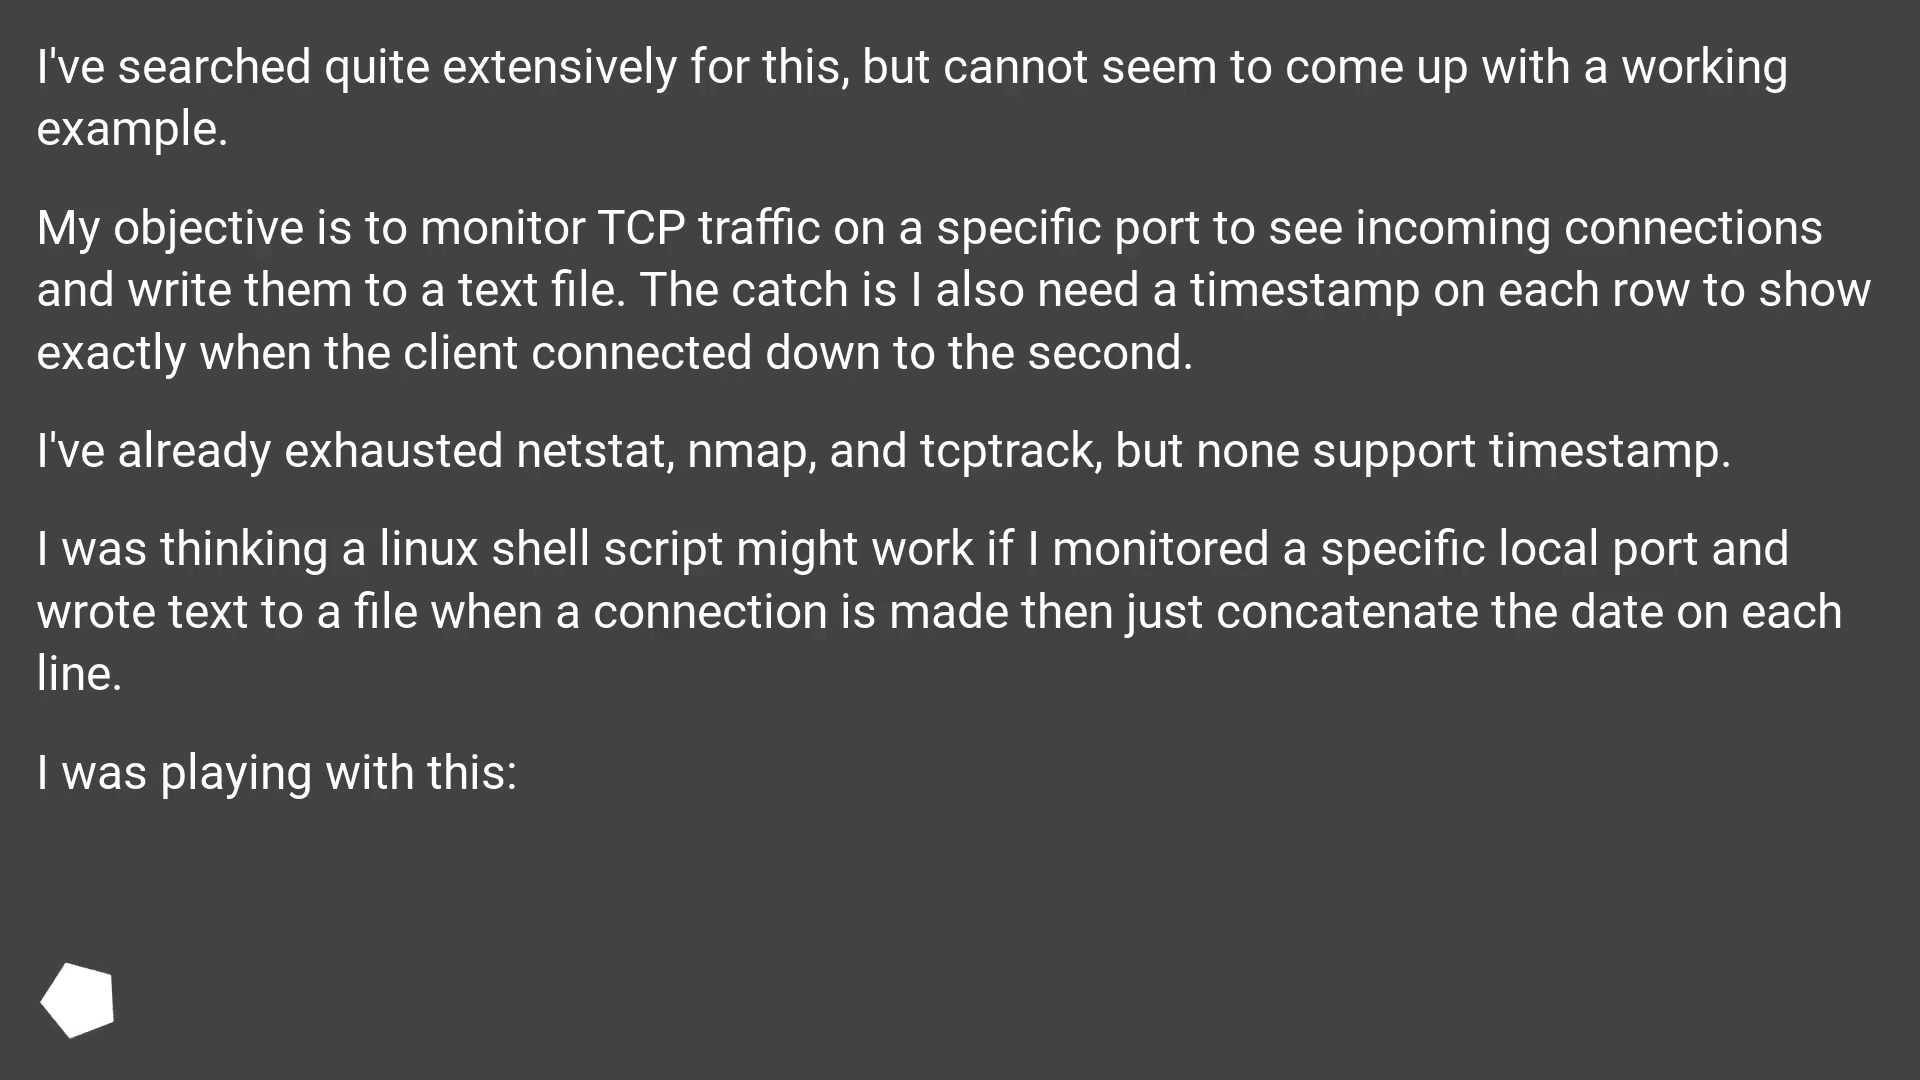 I've searched quite extensively for this, but cannot seem to come up with a working
example.
My objective is to monitor TCP traffic on a specific port to see incoming connections
and write them to a text file. The catch is I also need a timestamp on each row to show
exactly when the client connected down to the second.
I've already exhausted netstat, nmap, and tcptrack, but none support timestamp.
I was thinking a linux shell script might work if I monitored a specific local port and
wrote text to a file when a connection is made then just concatenate the date on each
line.
I was playing with this: